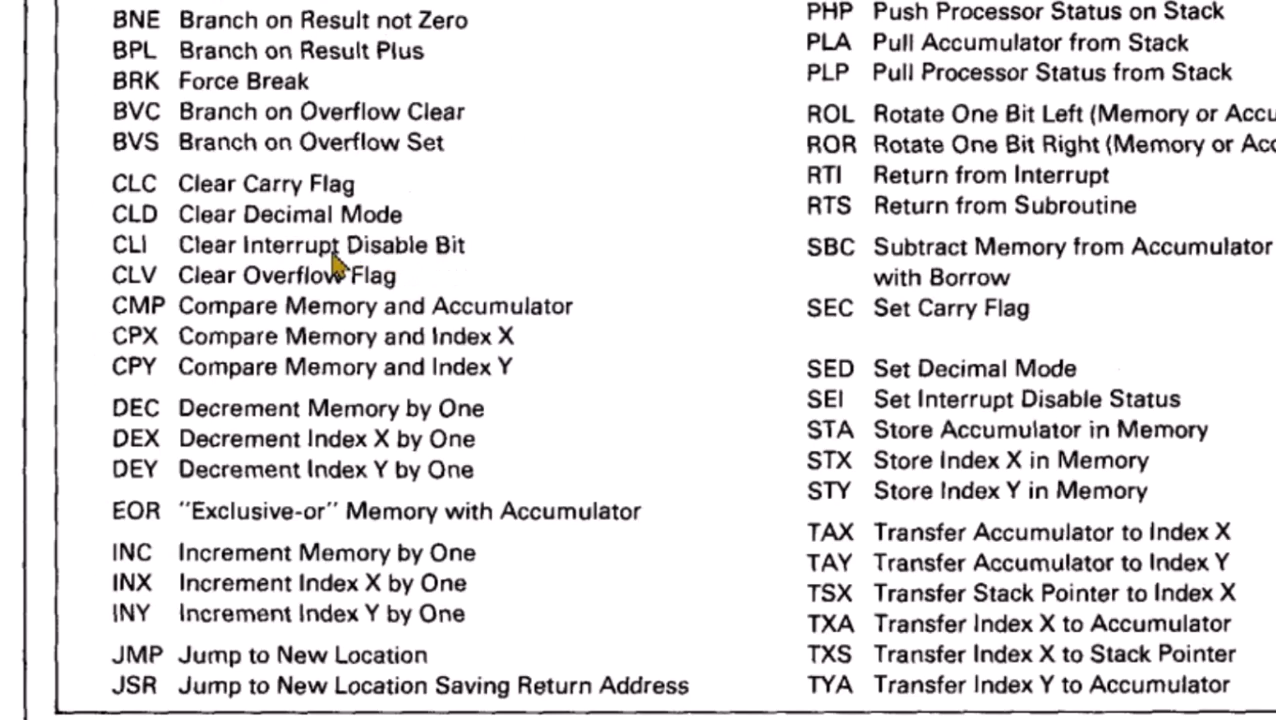 BNE Branch on Result not Zero
BPL Branch on Result Plus
BRK Force Break
BVC Branch on Overflow Clear
BVS Branch on Overflow Set
CLC Clear Carry Flag
CLD Clear Decimal Mode
CLI Clear Interrupt Disable Bit
CLV Clear Overflow Flag
CMP Compare Memory and Accumulator
CPX Compare Memory and Index X
CPY Compare Memory and Index Y
DEC Decrement Memory by One
DEX Decrement Index X by One
DEY Decrement Index Y by One
EOR "Exclusive-or" Memory with Accumulator
INC Increment Memory by One
INX Increment Index X by One
INY Increment Index Y by One
JMP Jump to New Location
JSR Jump to New Location Saving Return Address
PHP Push Processor Status on Stack
PLA Pull Accumulator from Stack
PLP Pull Processor Status from Stack
ROL Rotate One Bit Left (Memory or Accu
ROR Rotate One Bit Right (Memory or Acc
RTI Return from Interrupt
RTS Return from Subroutine
SBC Subtract Memory from Accumulator
with Borrow
SEC Set Carry Flag
SED Set Decimal Mode
SEI Set Interrupt Disable Status
STA Store Accumulator in Memory
STX Store Index X in Memory
STY Store Index Y in Memory
TAX Transfer Accumulator to Index X
TAY Transfer Accumulator to Index Y
TSX Transfer Stack Pointer to Index X
TXA Transfer Index X to Accumulator
TXS Transfer Index X to Stack Pointer
TYA Transfer Index Y to Accumulator